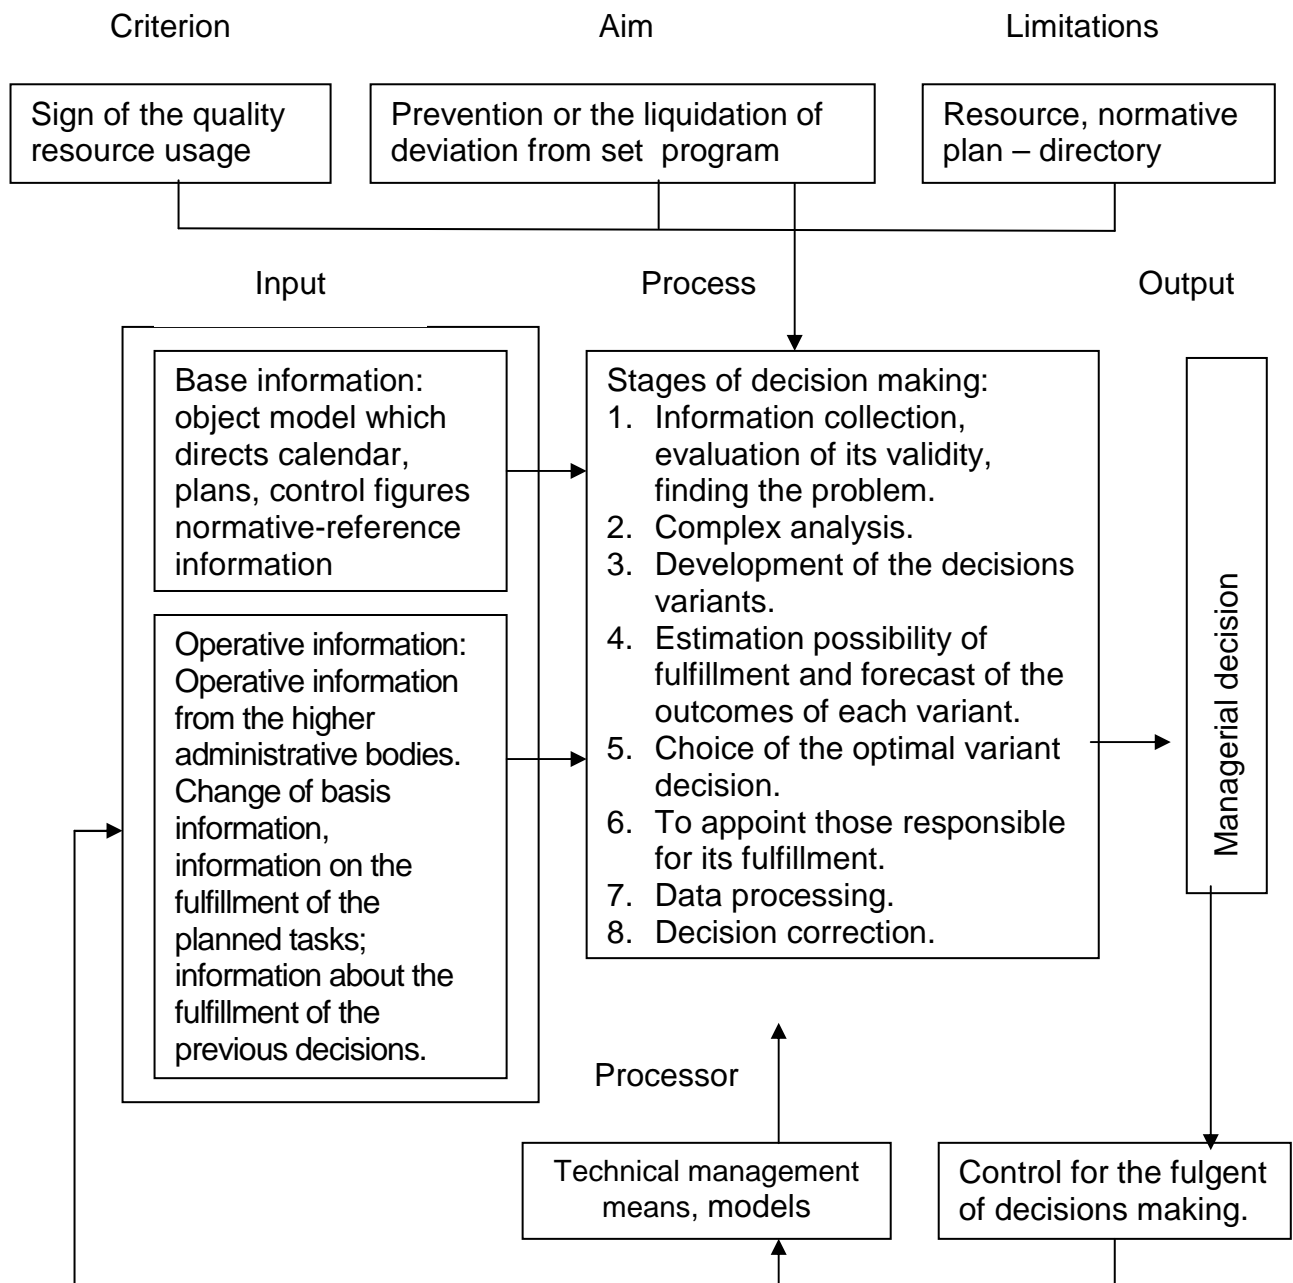 Criterion
Aim
Limitations
Sign of the quality
resource usage
Prevention or the liquidation of
deviation from set program
Resource, normative
plan – directory
Input
Process
Output
Base information:
object model which
directs calendar,
plans, control figures
normative-reference
information
Operative information:
Operative information
from the higher
administrative bodies.
Change of basis
information,
information on the
fulfillment of the
planned tasks;
information about the
fulfillment of the
previous decisions.
Stages of decision making:
1. Information collection,
evaluation of its validity,
finding the problem.
2. Complex analysis.
3. Development of the decisions
variants.
4. Estimation possibility of
fulfillment and forecast of the
outcomes of each variant.
5. Choice of the optimal variant
decision.
6. To appoint those responsible
for its fulfillment.
7. Data processing.
8. Decision correction.
Managerial decision
Processor
Technical management
means, models
Control for the fulgent
of decisions making.